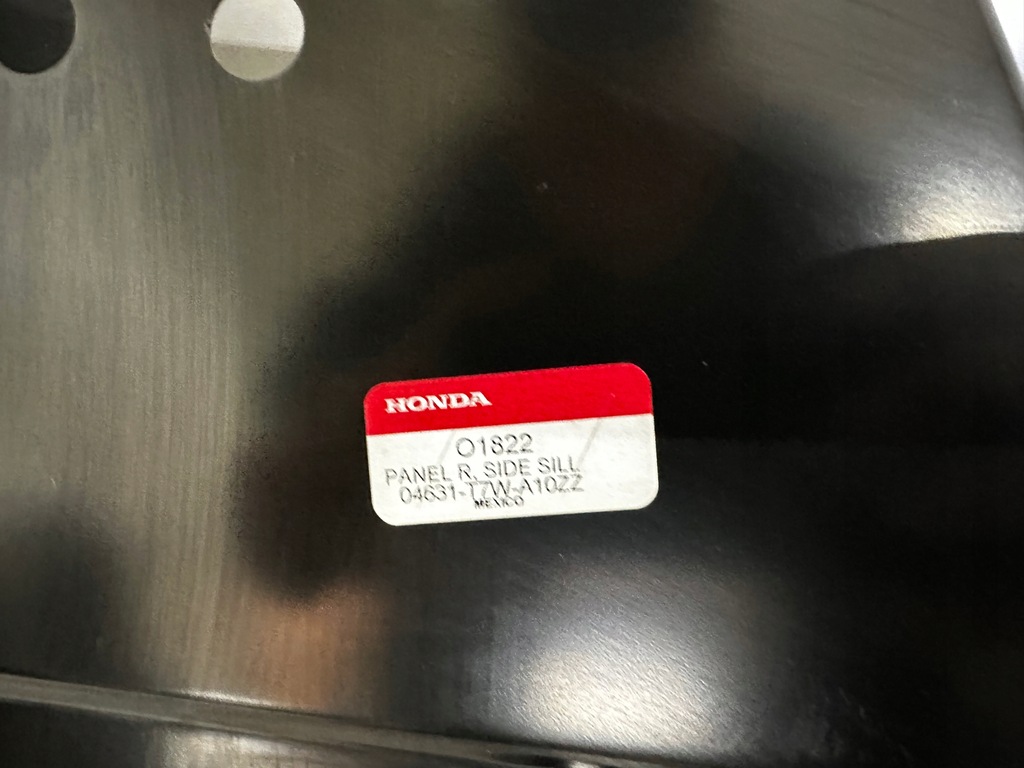 HONDA
O1822
PANEL R. SIDE SILL
04631-T7W-A10ZZ
MEXICO